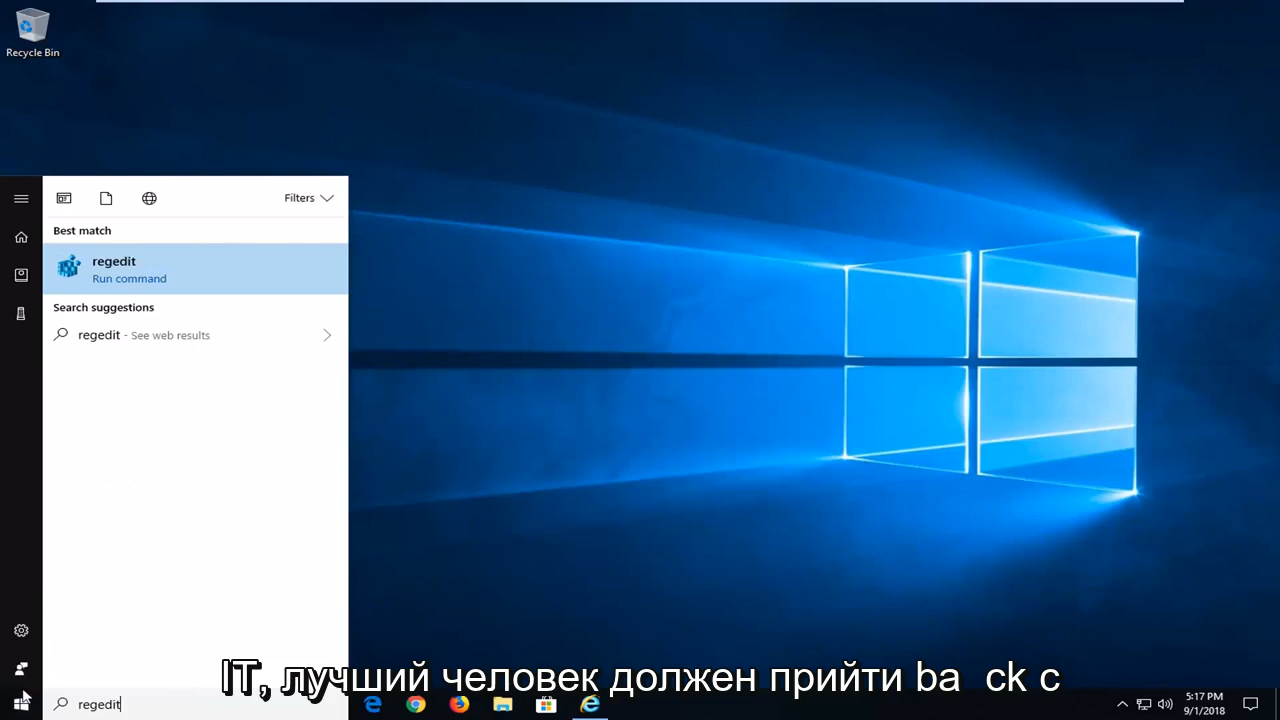 Recycle Bin
Filters
Best match
regedit
Run command
Search suggestions
regedit - See web results
IT, лучший человек должен прийти ba ck с
regedit
5:17 PM
9/1/2018